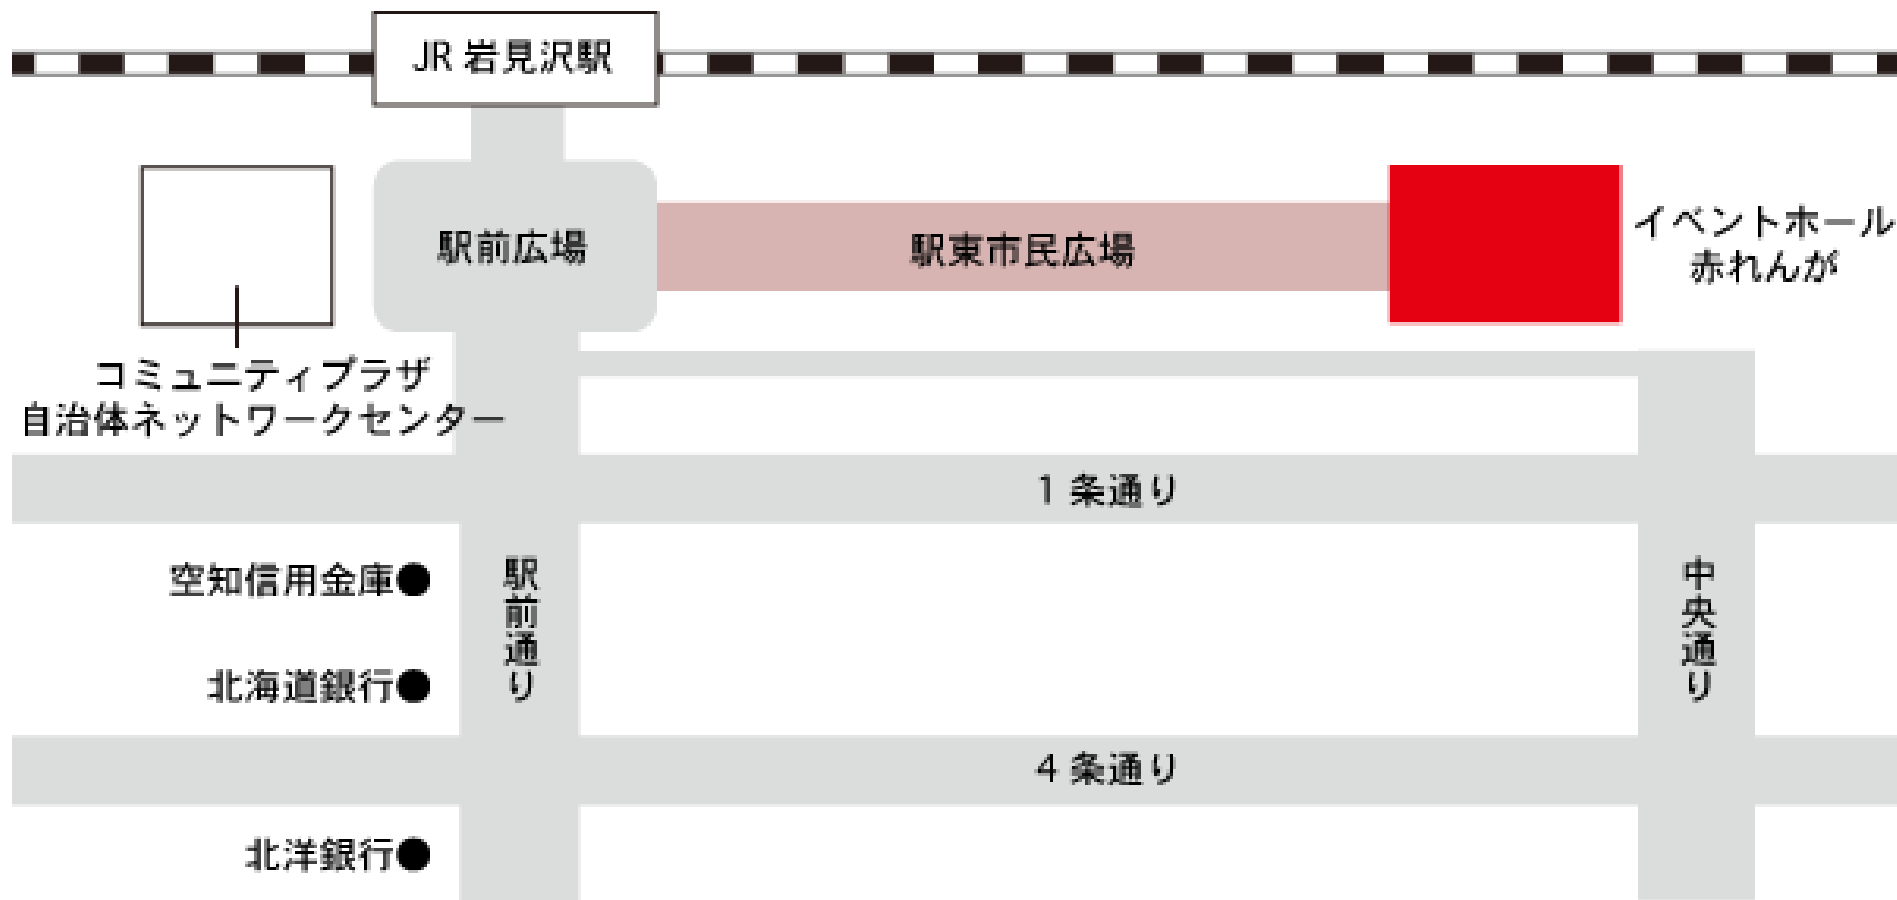 JR 岩見沢駅
駅前広場
駅東市民広場
イベントホール
赤れんが
コミュニティプラザ
自治体ネットワークセンター
1 条通り
空知信用金庫●
駅前通り
中央通り
北海道銀行●
4 条通り
北洋銀行●